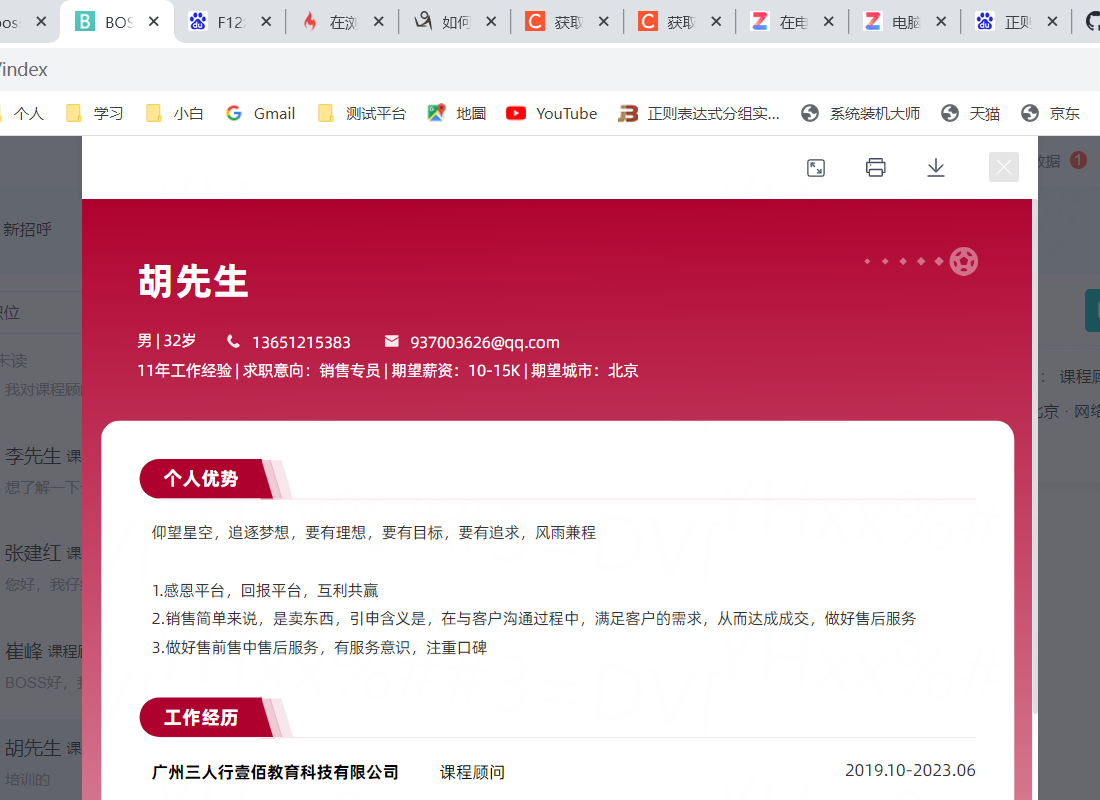 BOS
F12
在浏
如何
获取
获取
在电
电脑
正则
/index
个人
学习
小白
Gmail
测试平台
地圖
YouTube
正则表达式分组实...
系统装机大师
天猫
京东
数据
1
新招呼
职位
未读
我对课程顾
李先生 课
想了解一下
张建红 课
您好，我仔
崔峰 课程顾
BOSS好，我
胡先生 课
培训的
： 课程顾
北京 · 网络
胡先生
男 | 32岁 13651215383 937003626@qq.com
11年工作经验 | 求职意向：销售专员 | 期望薪资：10-15K | 期望城市：北京
个人优势
仰望星空，追逐梦想，要有理想，要有目标，要有追求，风雨兼程
1.感恩平台，回报平台，互利共赢
2.销售简单来说，是卖东西，引申含义是，在与客户沟通过程中，满足客户的需求，从而达成成交，做好售后服务
3.做好售前售中售后服务，有服务意识，注重口碑
工作经历
广州三人行壹佰教育科技有限公司 课程顾问 2019.10-2023.06